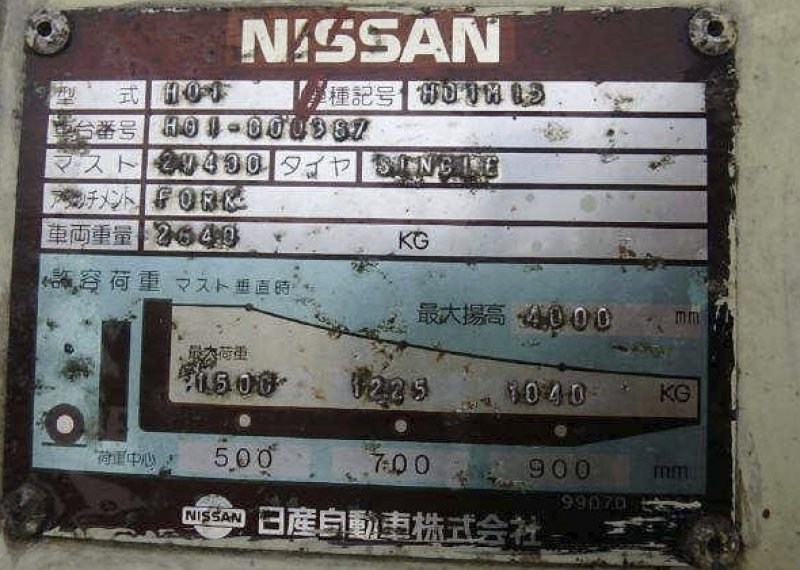 NISSAN
型式 H01 車種記号 H01M15
車台番号 H01-000367
マスト 2W400 タイヤ SINGLE
アタッチメント FORK
車両重量 2640 KG
許容荷重 マスト垂直時
最大揚高 4000 mm
最大荷重
1500 1225 1040 KG
荷重中心 500 700 900 mm
99070
NISSAN 日産自動車株式会社